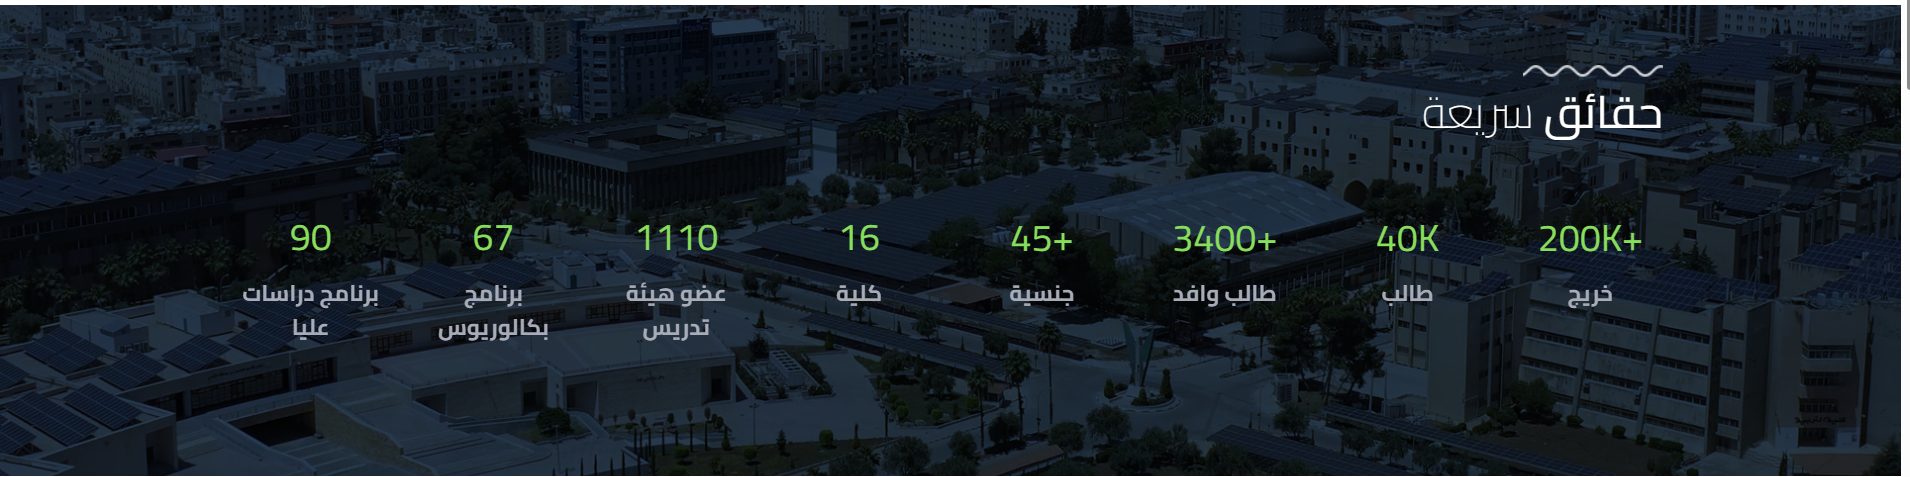 حقائق سريعة
200K+
خريج
40K
طالب
3400+
طالب وافد
45+
جنسية
16
كلية
1110
عضو هيئة
تدريس
67
برنامج
بكالوريوس
90
برنامج دراسات
عليا